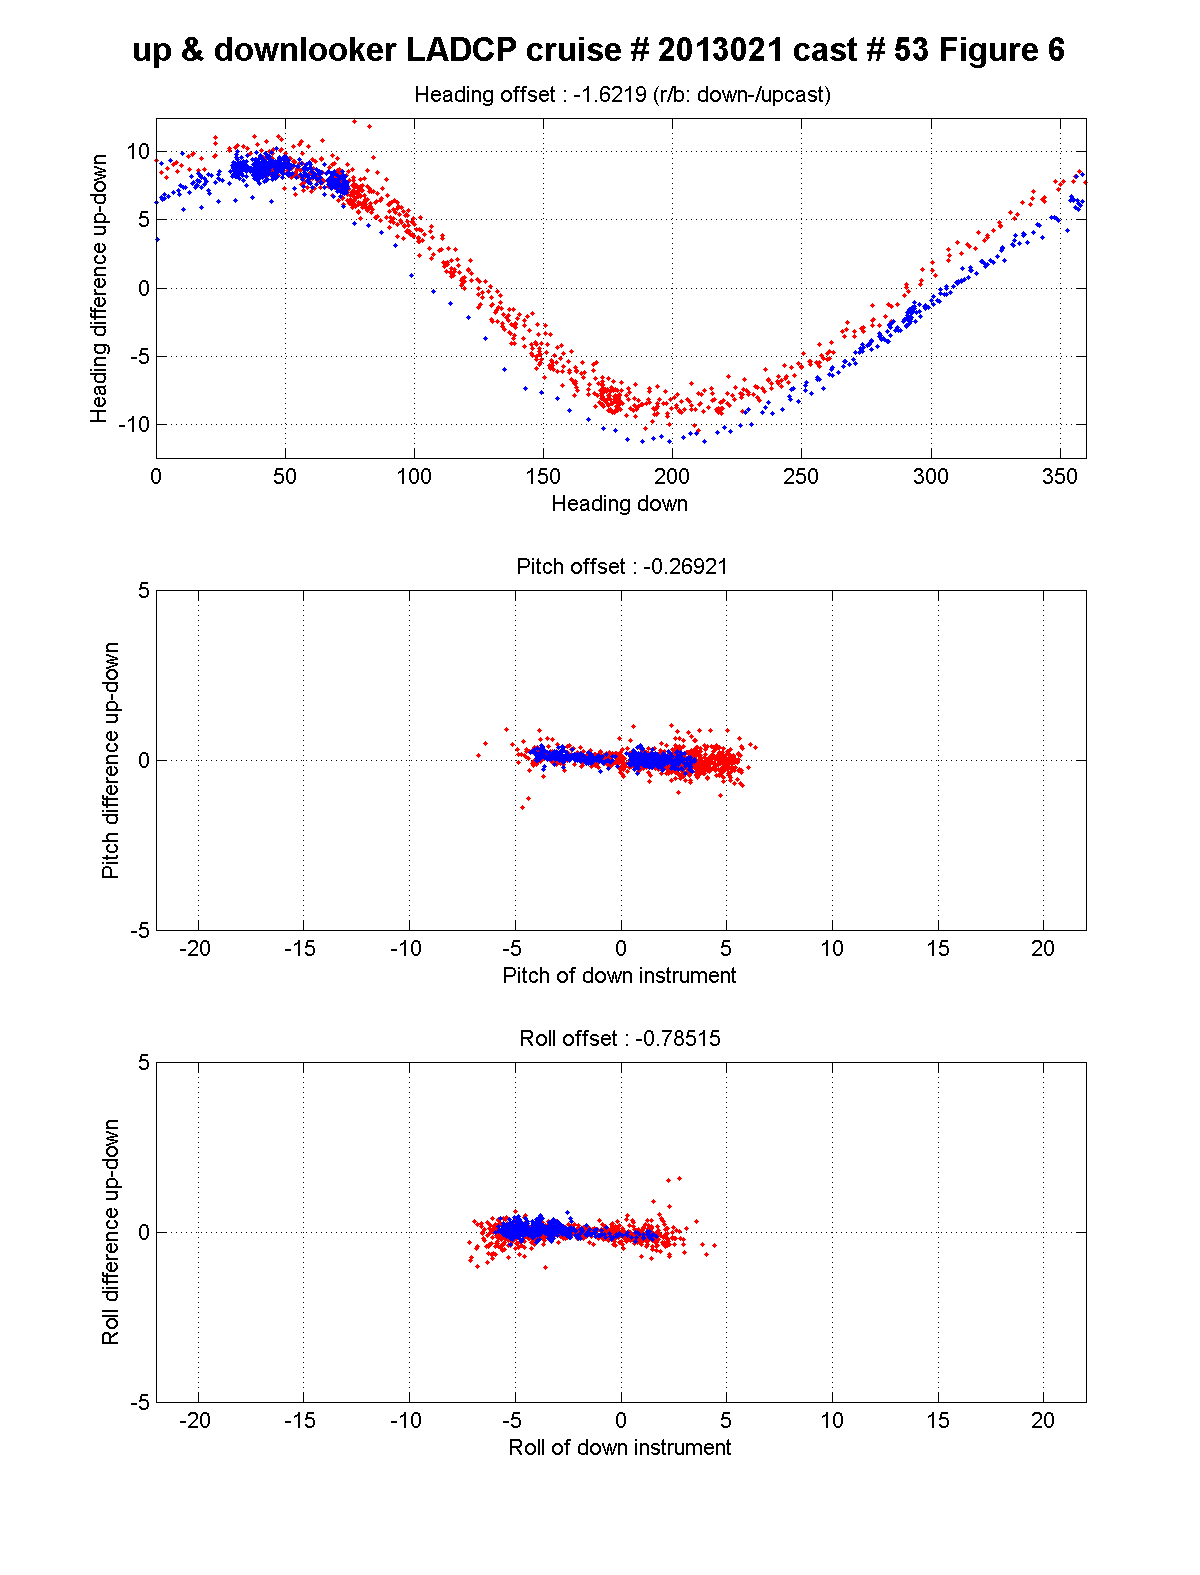 up & downlooker LADCP cruise # 2013021 cast # 53 Figure 6
Heading offset : -1.6219 (r/b: down-/upcast)
Heading difference up-down
10
5
0
-5
-10
0 50 100 150 200 250 300 350
Heading down
Pitch offset : -0.26921
Pitch difference up-down
5
0
-5
-20 -15 -10 -5 0 5 10 15 20
Pitch of down instrument
Roll offset : -0.78515
Roll difference up-down
5
0
-5
-20 -15 -10 -5 0 5 10 15 20
Roll of down instrument